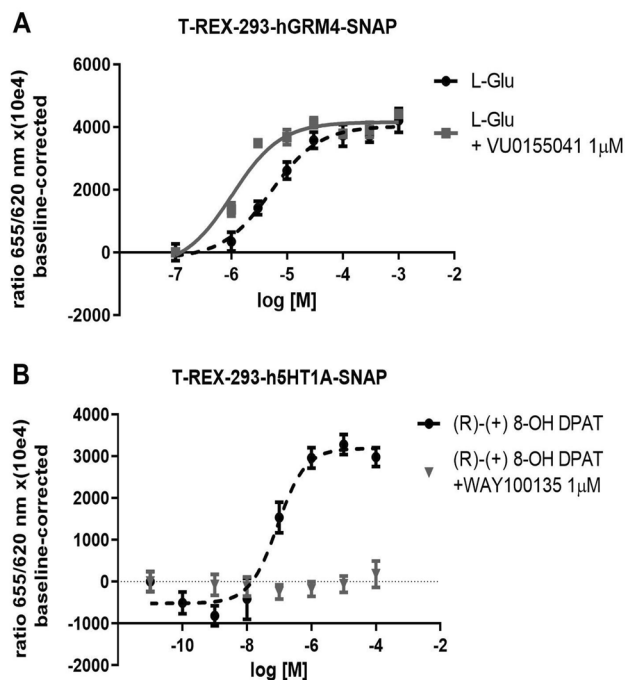 A
T-REX-293-hGRM4-SNAP
ratio 655/620 nm x(10e4)
baseline-corrected
6000
4000
2000
0
-2000
-7 -6 -5 -4 -3 -2
log [M]
L-Glu
L-Glu
+ VU0155041 1μM
B
T-REX-293-h5HT1A-SNAP
ratio 655/620 nm x(10e4)
baseline-corrected
4000
3000
2000
1000
0
-1000
-2000
-10 -8 -6 -4 -2
log [M]
(R)-(+) 8-OH DPAT
(R)-(+) 8-OH DPAT
+WAY100135 1μM